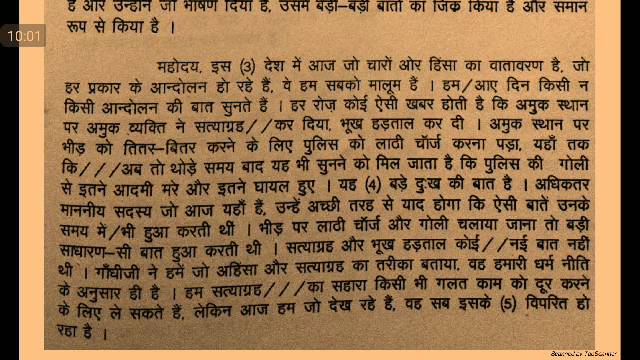 है और उन्होंने जो भाषण दिया है, उसमें बड़ी–बड़ी बातों का जिक्र किया है और समान
रूप से किया है ।
10:01
महोदय, इस (3) देश में आज जो चारों ओर हिंसा का वातावरण है, जो
हर प्रकार के आन्दोलन हो रहे हैं, वे हम सबको मालूम हैं । हम/आए दिन किसी न
किसी आन्दोलन की बात सुनते हैं । हर रोज़ कोई ऐसी खबर होती है कि अमुक स्थान
पर अमुक व्यक्ति ने सत्याग्रह//कर दिया, भूख हड़ताल कर दी । अमुक स्थान पर
भीड़ को तितर–बितर करने के लिए पुलिस को लाठी चॉर्ज करना पड़ा, यहाँ तक
कि///अब तो थोड़े समय बाद यह भी सुनने को मिल जाता है कि पुलिस की गोली
से इतने आदमी मरे और इतने घायल हुए । यह (4) बड़े दुःख की बात है । अधिकतर
माननीय सदस्य जो आज यहाँ हैं, उन्हें अच्छी तरह से याद होगा कि ऐसी बातें उनके
समय में/भी हुआ करती थी । भीड़ पर लाठी चॉर्ज और गोली चलाया जाना तो बड़ी
साधारण–सी बात हुआ करती थी । सत्याग्रह और भूख हड़ताल कोई//नई बात नहीं
थी । गाँधीजी ने हमें जो अहिंसा और सत्याग्रह का तरीका बताया, वह हमारी धर्म नीति
के अनुसार ही है । हम सत्याग्रह///का सहारा किसी भी गलत काम को दूर करने
के लिए ले सकते हैं, लेकिन आज हम जो देख रहे हैं, वह सब इसके (5) विपरित हो
रहा है ।
Scanned by TapScanner